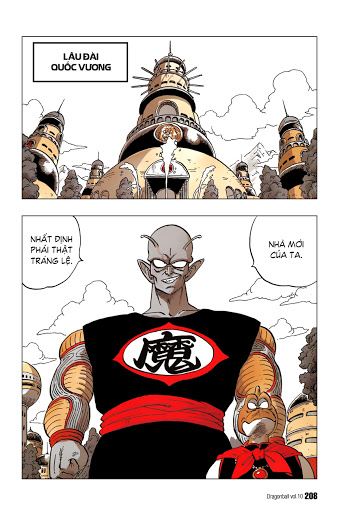 LÂU ĐÀI
QUỐC VƯƠNG
NHÀ MỚI
CỦA TA.
NHẤT ĐỊNH
PHẢI THẬT
TRÁNG LỆ.
魔
Dragonball vol.10 208